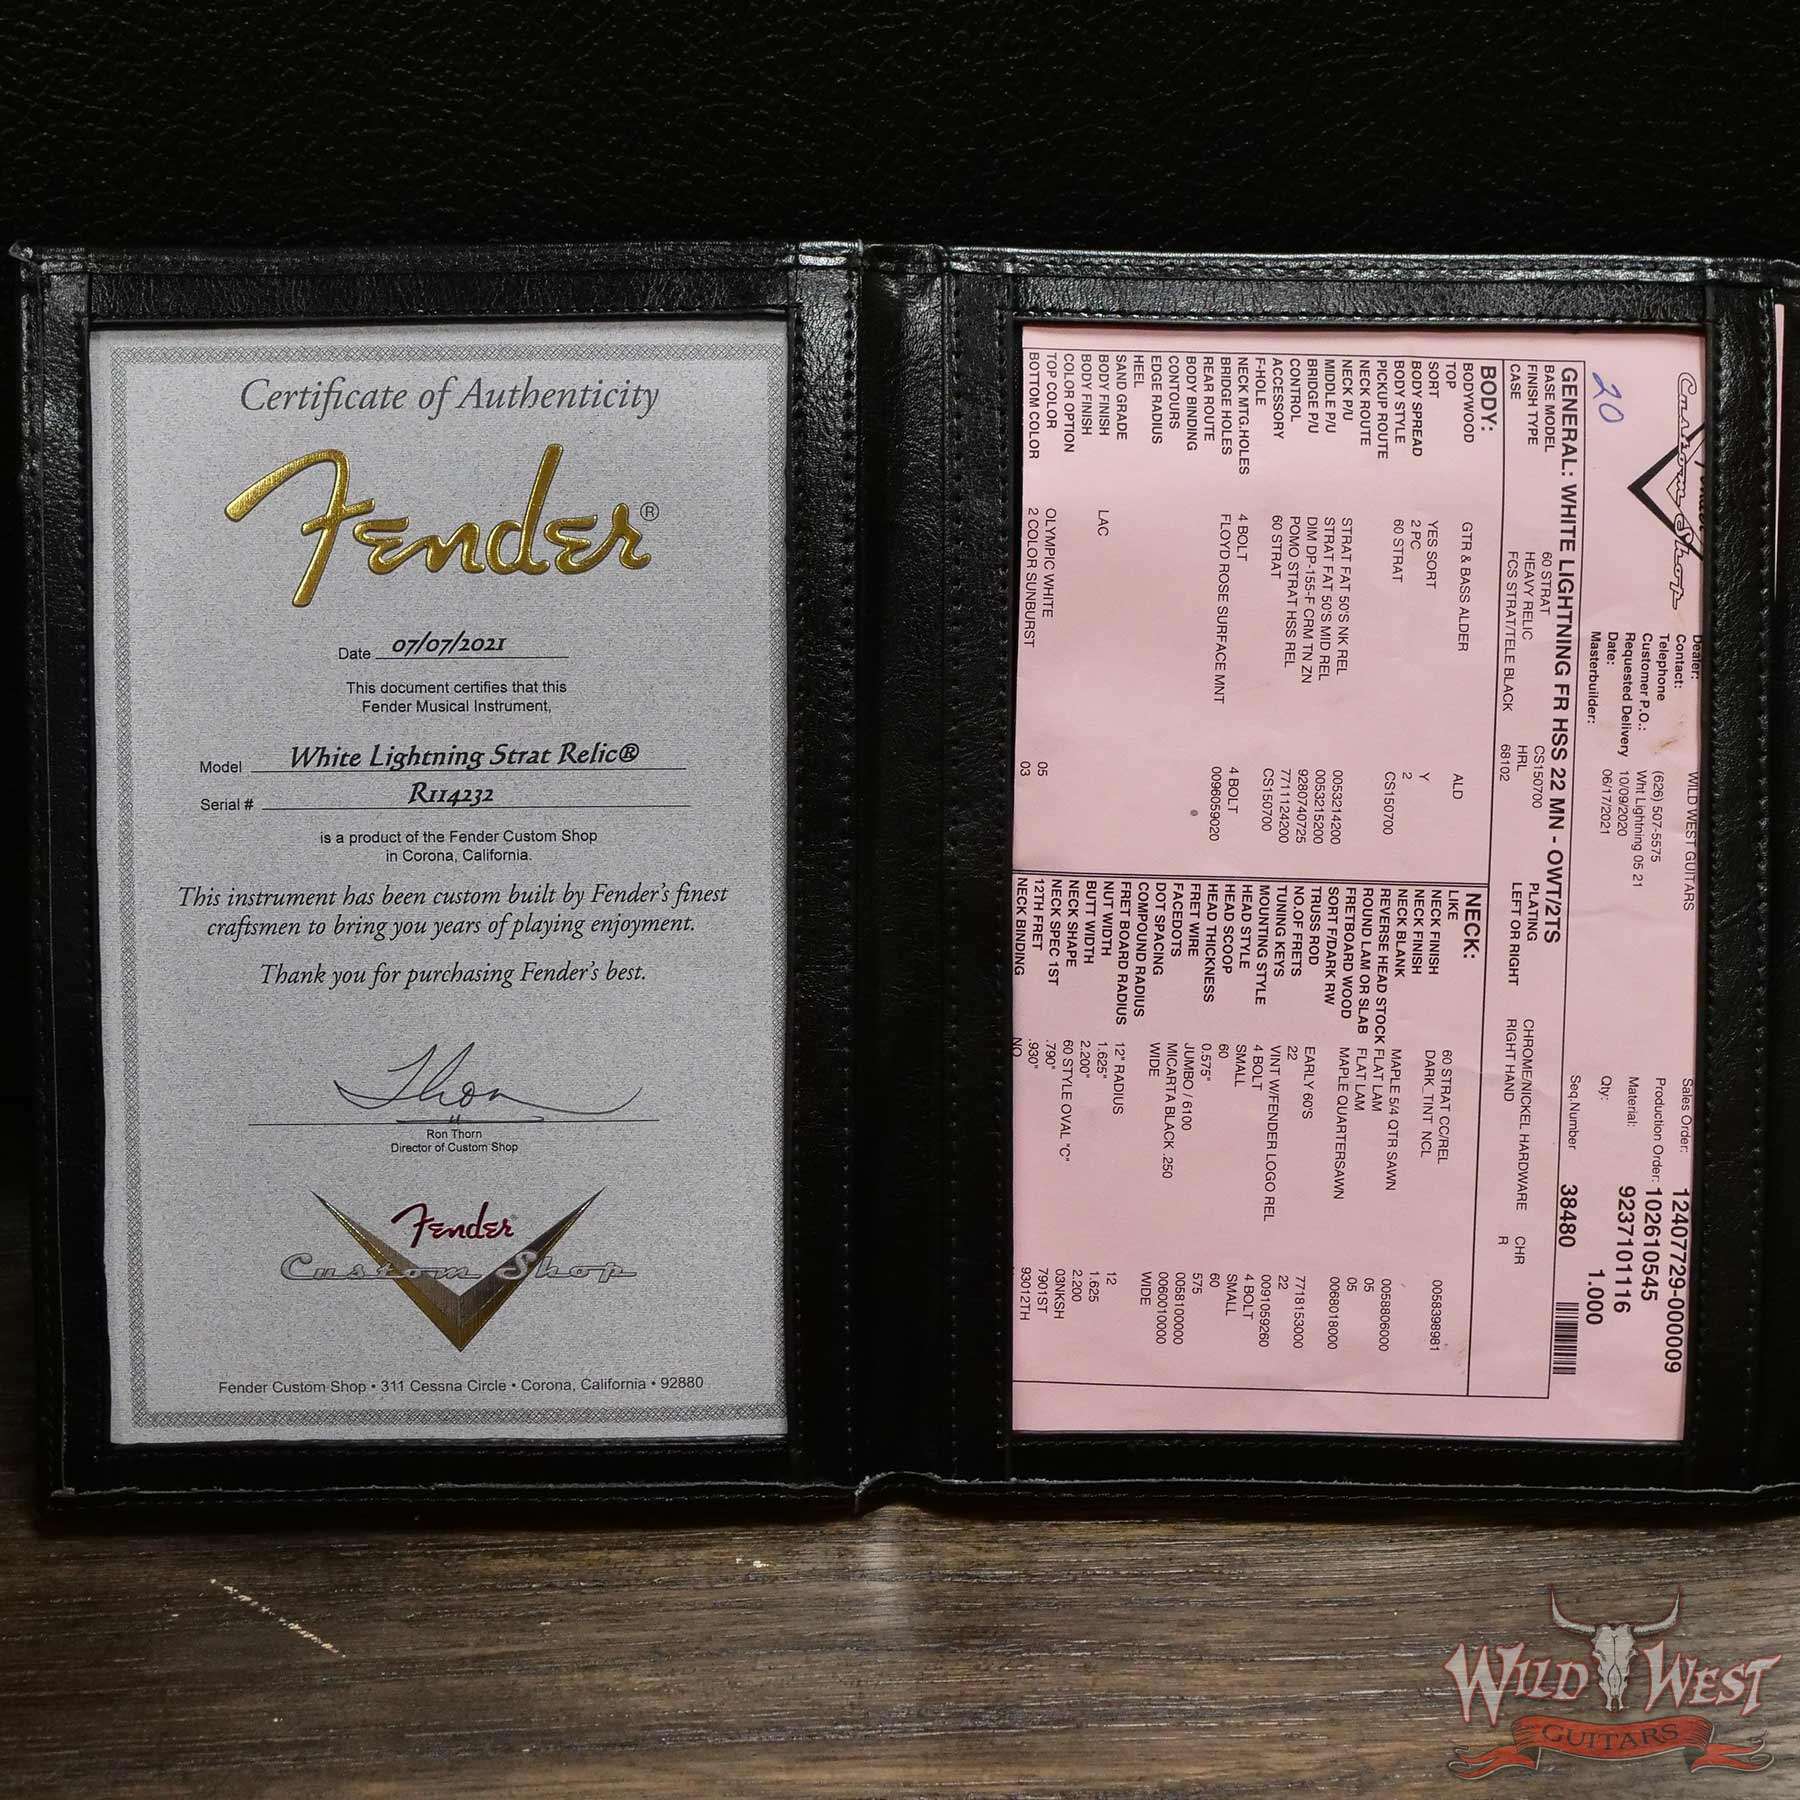 Certificate of Authenticity
Fender®
Date 07/07/2021
This document certifies that this
Fender Musical Instrument,
Model White Lightning Strat Relic®
Serial # R114232
is a product of the Fender Custom Shop
in Corona, California.
This instrument has been custom built by Fender's finest
craftsmen to bring you years of playing enjoyment.
Thank you for purchasing Fender's best.
Ron Thorn
Director of Custom Shop
Fender
Custom Shop
Fender Custom Shop • 311 Cessna Circle • Corona, California • 92880
Custom Shop
20
Dealer: WILD WEST GUITARS Sales Order: 124077729-000009
Contact: Production Order: 102610545
Telephone (626) 507-5575 Material: 9237101116
Customer P.O.: Wht Lightning 05 21 Qty: 1.000
Requested Delivery 10/09/2020
Date: 06/17/2021
Masterbuilder:
Seq.Number 38480
GENERAL: WHITE LIGHTNING FR HSS 22 MN - OWT/2TS
BASE MODEL 60 STRAT CS150700 PLATING CHROME/NICKEL HARDWARE CHR
FINISH TYPE HEAVY RELIC HRL LEFT OR RIGHT RIGHT HAND R
CASE FCS STRAT/TELE BLACK 68102
BODY:
BODYWOOD GTR & BASS ALDER ALD
TOP
SORT YES SORT Y
BODY SPREAD 2 PC 2
BODY STYLE 60 STRAT CS150700
PICKUP ROUTE
NECK ROUTE
NECK P/U STRAT FAT 50'S NK REL 0053214200
MIDDLE P/U STRAT FAT 50'S MID REL 0053215200
BRIDGE P/U DIM DP-155-F CRM TN ZN 9280740725
CONTROL POMO STRAT HSS REL 7711124200
ACCESSORY 60 STRAT CS150700
F-HOLE
NECK MTG.HOLES 4 BOLT 4 BOLT
BRIDGE HOLES FLOYD ROSE SURFACE MNT 0096059020
REAR ROUTE
BODY BINDING
CONTOURS
EDGE RADIUS
HEEL
SAND GRADE
BODY FINISH LAC
BODY FINISH
COLOR OPTION
TOP COLOR OLYMPIC WHITE 05
BOTTOM COLOR 2 COLOR SUNBURST 03
NECK:
LIKE
NECK FINISH 60 STRAT CC/REL 0058398981
NECK FINISH DARK TINT NCL
NECK BLANK
REVERSE HEAD STOCK MAPLE 5/4 QTR SAWN 0058806000
ROUND LAM OR SLAB FLAT LAM 05
FRETBOARD WOOD FLAT LAM 05
SORT F/DARK RW MAPLE QUARTERSAWN 0068018000
TRUSS ROD EARLY 60'S
NO.OF FRETS 22 22
TUNING KEYS VINT W/FENDER LOGO REL 7718153000
MOUNTING STYLE 4 BOLT 0091059260
HEAD STYLE SMALL 4 BOLT
HEAD SCOOP 60 SMALL
HEAD THICKNESS 0.575" 60
FRET WIRE JUMBO / 6100 575
FACEDOTS MICARTA BLACK .250 0058100000
DOT SPACING WIDE 0060010000
COMPOUND RADIUS WIDE
FRET BOARD RADIUS 12" RADIUS 12
NUT WIDTH 1.625" 1.625
BUTT WIDTH 2.200" 2.200
NECK SHAPE 60 STYLE OVAL "C" 03NKSH
NECK SPEC 1ST .790" 7901ST
12TH FRET .930" 93012TH
NECK BINDING NO
WILD WEST
GUITARS